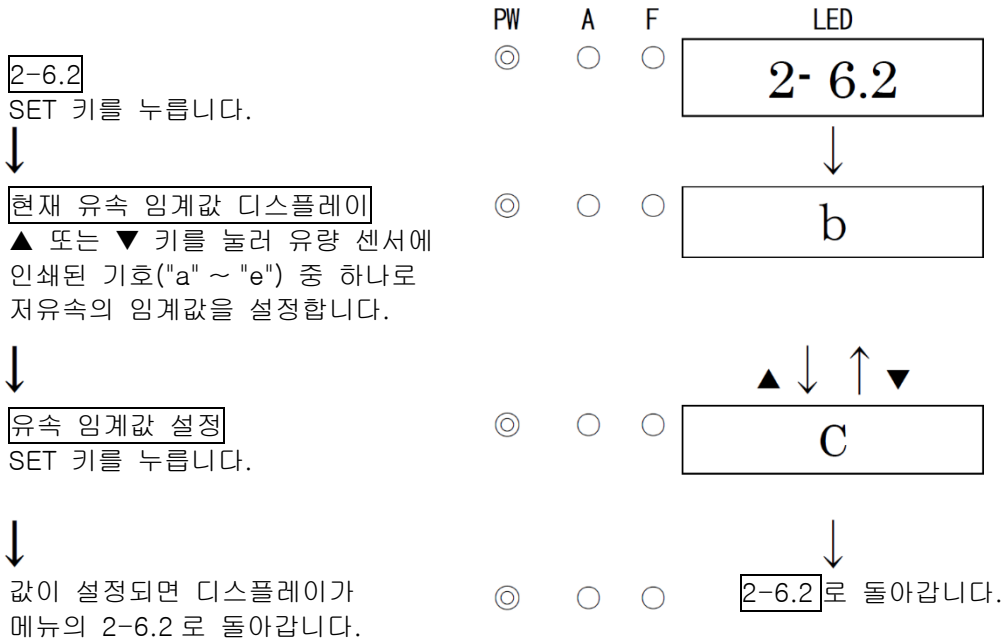 PW A F LED
2-6.2
SET 키를 누릅니다.
2- 6.2
↓
↓
현재 유속 임계값 디스플레이
▲ 또는 ▼ 키를 눌러 유량 센서에
인쇄된 기호("a" ~ "e") 중 하나로
저유속의 임계값을 설정합니다.
b
↓
▲ ↓ ↑ ▼
유속 임계값 설정
SET 키를 누릅니다.
C
↓
↓
값이 설정되면 디스플레이가
메뉴의 2-6.2 로 돌아갑니다.
2-6.2 로 돌아갑니다.